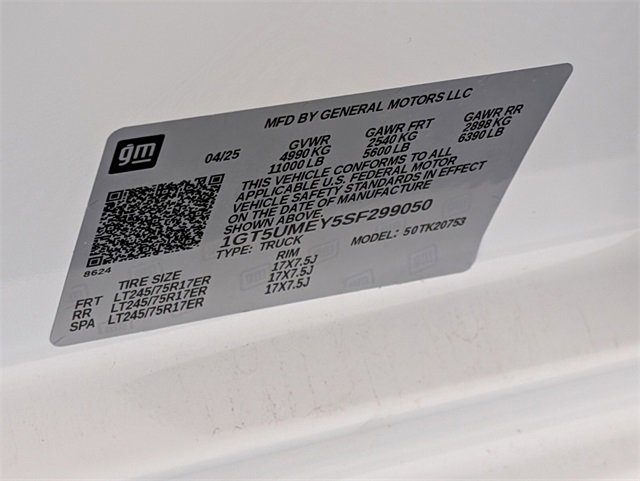 MFD BY GENERAL MOTORS LLC
gm
04/25 GVWR GAWR FRT GAWR RR
4990 KG 2540 KG 2898 KG
11000 LB 5600 LB 6390 LB
THIS VEHICLE CONFORMS TO ALL
APPLICABLE U.S. FEDERAL MOTOR
VEHICLE SAFETY STANDARDS IN EFFECT
ON THE DATE OF MANUFACTURE
SHOWN ABOVE.
1GT5UMEY5SF299050
TYPE: TRUCK MODEL: 50TK20753
8624
TIRE SIZE RIM
FRT LT245/75R17ER 17X7.5J
RR LT245/75R17ER 17X7.5J
SPA LT245/75R17ER 17X7.5J